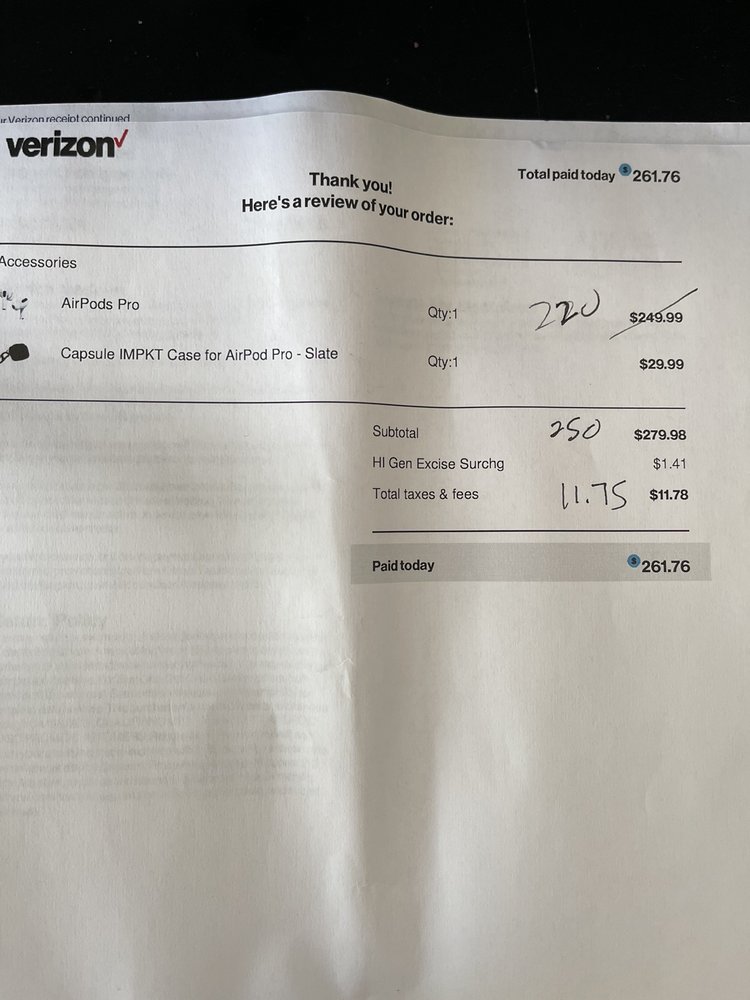 ur Verizon receipt continued
verizon
Total paid today $261.76
Thank you!
Here's a review of your order:
Accessories
AirPods Pro Qty:1 220 $249.99
Capsule IMPKT Case for AirPod Pro - Slate Qty:1 $29.99
Subtotal 250 $279.98
HI Gen Excise Surchg $1.41
Total taxes & fees 11.75 $11.78
Paid today $261.76